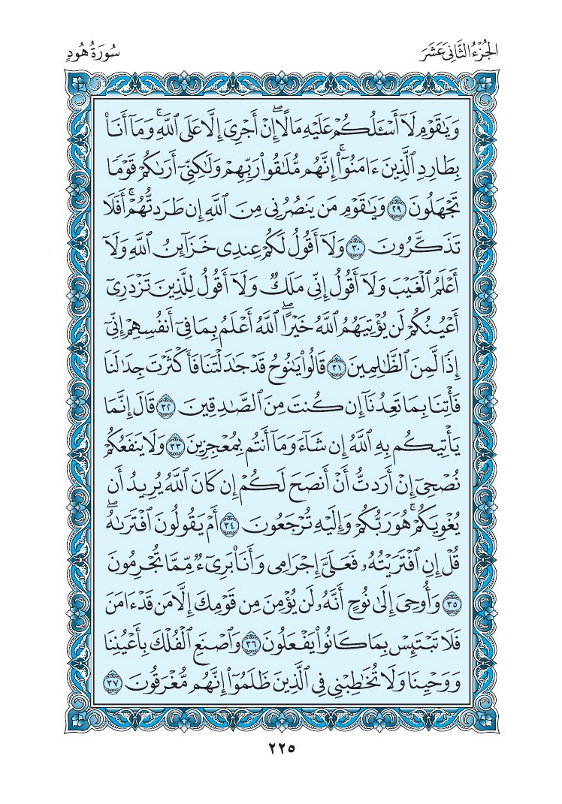 الجُزْءُ الثَّانِي عَشَرَ
سُورَةُ هُودٍ
وَيَٰقَوْمِ لَآ أَسْـَٔلُكُمْ عَلَيْهِ مَالًاۖ إِنْ أَجْرِىَ إِلَّا عَلَى ٱللَّهِۚ وَمَآ أَنَا۠
بِطَارِدِ ٱلَّذِينَ ءَامَنُوٓا۟ۚ إِنَّهُم مُّلَٰقُوا۟ رَبِّهِمْ وَلَٰكِنِّىٓ أَرَىٰكُمْ قَوْمًا
تَجْهَلُونَ ٢٩ وَيَٰقَوْمِ مَن يَنصُرُنِى مِنَ ٱللَّهِ إِن طَرَدتُّهُمْۚ أَفَلَا
تَذَكَّرُونَ ٣٠ وَلَآ أَقُولُ لَكُمْ عِندِى خَزَآئِنُ ٱللَّهِ وَلَآ
أَعْلَمُ ٱلْغَيْبَ وَلَآ أَقُولُ إِنِّى مَلَكٌ وَلَآ أَقُولُ لِلَّذِينَ تَزْدَرِىٓ
أَعْيُنُكُمْ لَن يُؤْتِيَهُمُ ٱللَّهُ خَيْرًاۖ ٱللَّهُ أَعْلَمُ بِمَا فِىٓ أَنفُسِهِمْ إِنِّىٓ
إِذًا لَّمِنَ ٱلظَّٰلِمِينَ ٣١ قَالُوا۟ يَٰنُوحُ قَدْ جَٰدَلْتَنَا فَأَكْثَرْتَ جِدَٰلَنَا
فَأْتِنَا بِمَا تَعِدُنَآ إِن كُنتَ مِنَ ٱلصَّٰدِقِينَ ٣٢ قَالَ إِنَّمَا
يَأْتِيكُم بِهِ ٱللَّهُ إِن شَآءَ وَمَآ أَنتُم بِمُعْجِزِينَ ٣٣ وَلَا يَنفَعُكُمْ
نُصْحِىٓ إِنْ أَرَدتُّ أَنْ أَنصَحَ لَكُمْ إِن كَانَ ٱللَّهُ يُرِيدُ أَن
يُغْوِيَكُمْۚ هُوَ رَبُّكُمْ وَإِلَيْهِ تُرْجَعُونَ ٣٤ أَمْ يَقُولُونَ ٱفْتَرَىٰهُۖ
قُلْ إِنِ ٱفْتَرَيْتُهُۥ فَعَلَىَّ إِجْرَامِى وَأَنَا۠ بَرِىٓءٌ مِّمَّا تُجْرِمُونَ
٣٥ وَأُوحِىَ إِلَىٰ نُوحٍ أَنَّهُۥ لَن يُؤْمِنَ مِن قَوْمِكَ إِلَّا مَن قَدْ ءَامَنَ
فَلَا تَبْتَئِسْ بِمَا كَانُوا۟ يَفْعَلُونَ ٣٦ وَٱصْنَعِ ٱلْفُلْكَ بِأَعْيُنِنَا
وَوَحْيِنَا وَلَا تُخَٰطِبْنِى فِى ٱلَّذِينَ ظَلَمُوٓا۟ إِنَّهُم مُّغْرَقُونَ ٣٧
٢٢٥